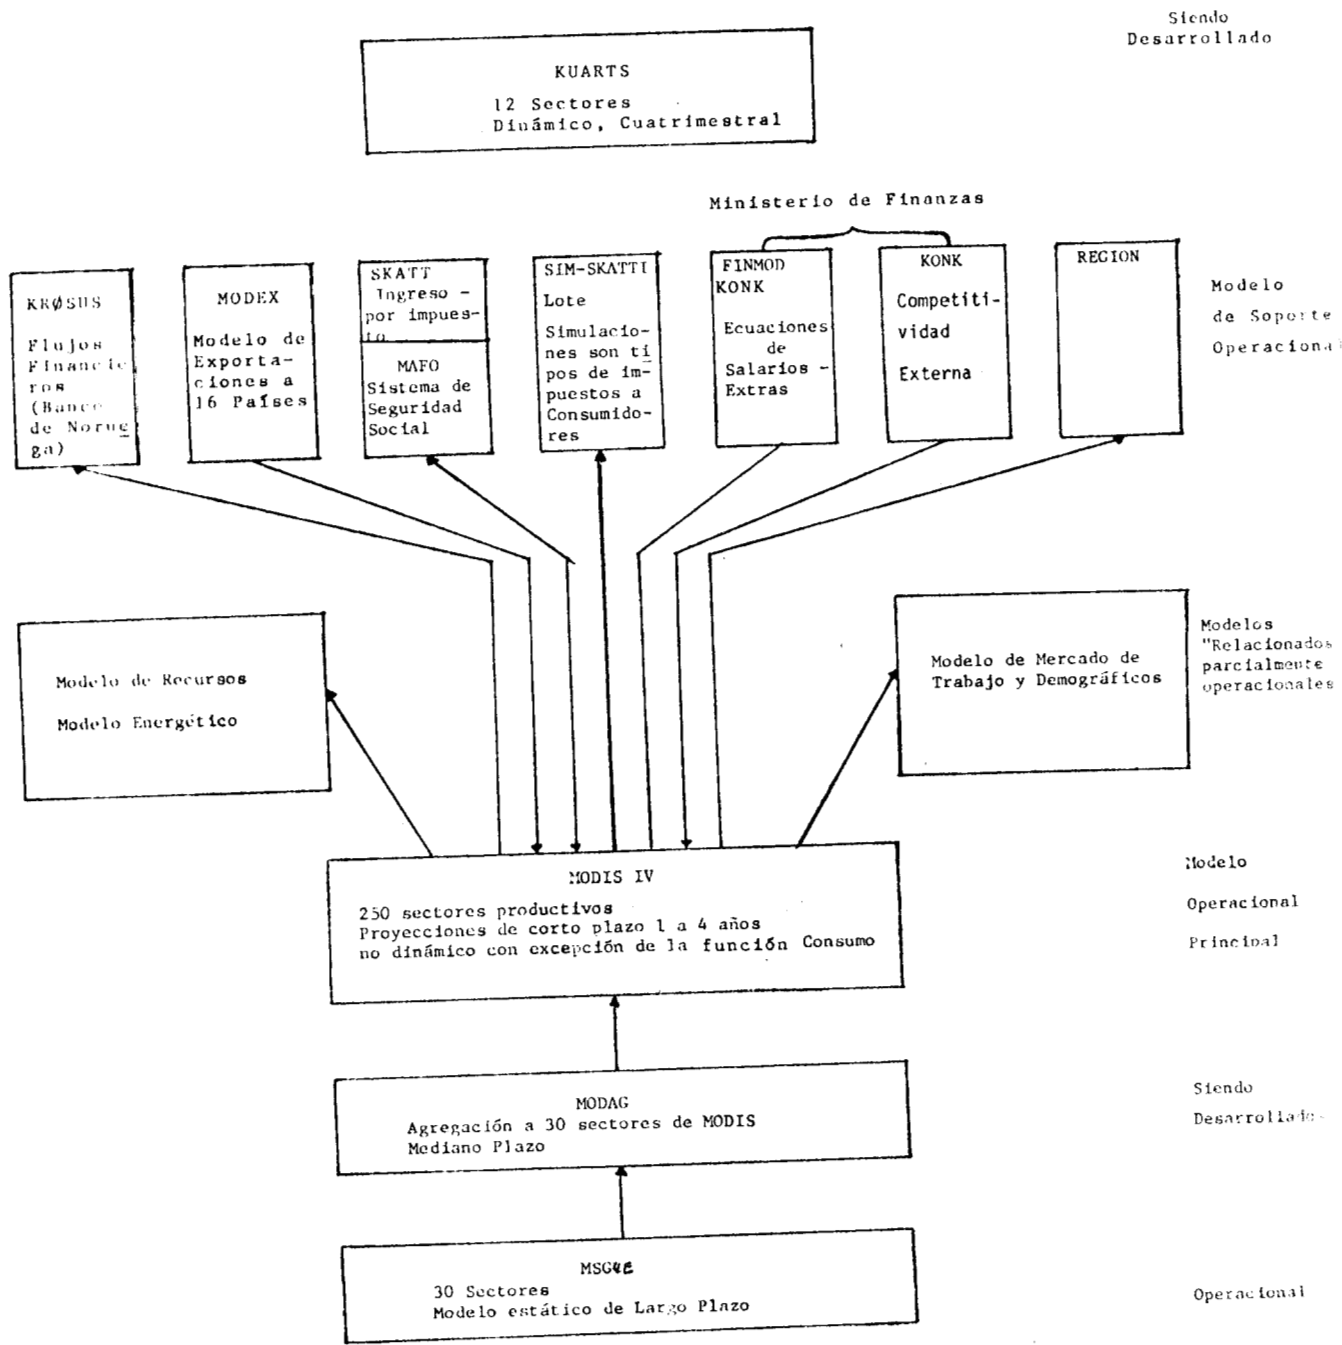 Siendo
Desarrollado
KUARTS
12 Sectores
Dinámico, Cuatrimestral
Ministerio de Finanzas
KRØSUS
Flujos
Financie
ros
(Banco
de Norue
ga)
MODEX
Modelo de
Exporta-
ciones a
16 Países
SKATT
Ingreso -
por impues-
to
MAFO
Sistema de
Seguridad
Social
SIM-SKATTI
Lote
Simulacio-
nes son ti
pos de im-
puestos a
Consumido-
res
FINMOD
KONK
Ecuaciones
de
Salarios -
Extras
KONK
Competiti-
vidad
Externa
REGION
Modelo
de Soporte
Operacional
Modelo de Recursos
Modelo Energético
Modelo de Mercado de
Trabajo y Demográficos
Modelos
"Relacionados
parcialmente
operacionales
MODIS IV
250 sectores productivos
Proyecciones de corto plazo 1 a 4 años
no dinámico con excepción de la función Consumo
Modelo
Operacional
Principal
MODAG
Agregación a 30 sectores de MODIS
Mediano Plazo
Siendo
Desarrollado
MSG4E
30 Sectores
Modelo estático de Largo Plazo
Operacional